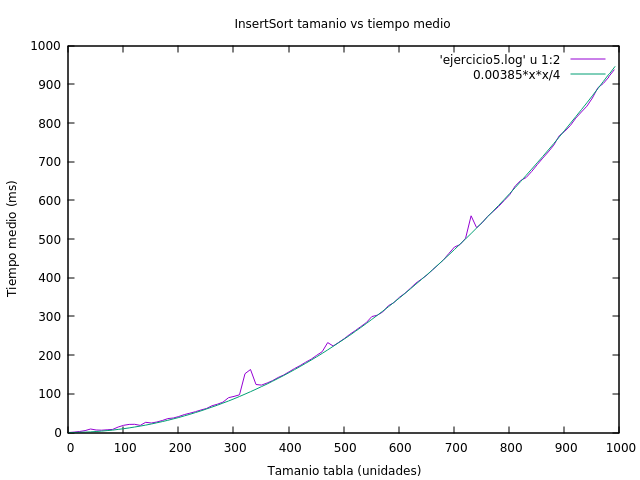 InsertSort tamanio vs tiempo medio
1000
900
800
700
600
500
400
300
200
100
0
'ejercicio5.log' u 1:2
0.00385*x*x/4
Tiempo medio (ms)
0 100 200 300 400 500 600 700 800 900 1000
Tamanio tabla (unidades)